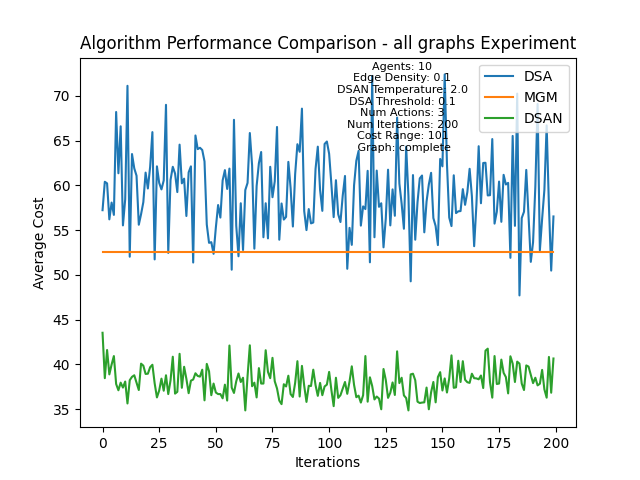 Algorithm Performance Comparison - all graphs Experiment
Agents: 10
Edge Density: 0.1
DSAN Temperature: 2.0
DSA Threshold: 0.1
Num Actions: 3
Num Iterations: 200
Cost Range: 101
Graph: complete
DSA
MGM
DSAN
Average Cost
70
65
60
55
50
45
40
35
0
25
50
75
100
125
150
175
200
Iterations